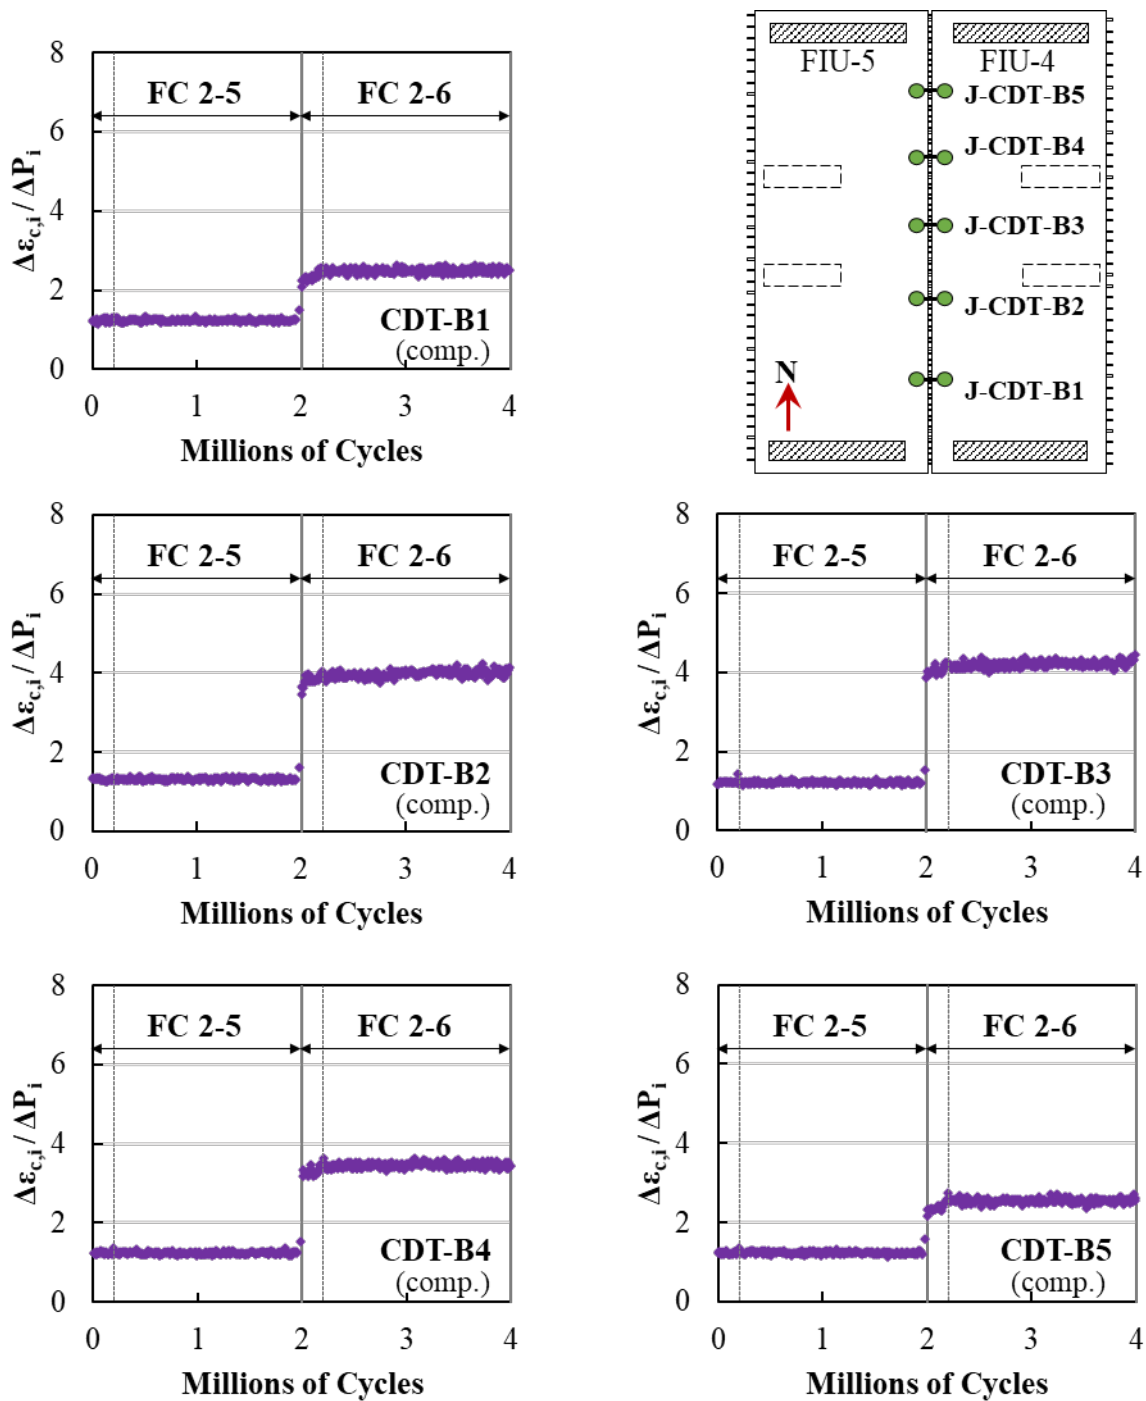 8
6
4
2
0
FC 2-5
FC 2-6
Δεc,i / ΔPi
CDT-B1
(comp.)
0
1
2
3
4
Millions of Cycles
FIU-5
FIU-4
J-CDT-B5
J-CDT-B4
J-CDT-B3
J-CDT-B2
J-CDT-B1
N
8
6
4
2
0
FC 2-5
FC 2-6
Δεc,i / ΔPi
CDT-B2
(comp.)
0
1
2
3
4
Millions of Cycles
8
6
4
2
0
FC 2-5
FC 2-6
Δεc,i / ΔPi
CDT-B3
(comp.)
0
1
2
3
4
Millions of Cycles
8
6
4
2
0
FC 2-5
FC 2-6
Δεc,i / ΔPi
CDT-B4
(comp.)
0
1
2
3
4
Millions of Cycles
8
6
4
2
0
FC 2-5
FC 2-6
Δεc,i / ΔPi
CDT-B5
(comp.)
0
1
2
3
4
Millions of Cycles